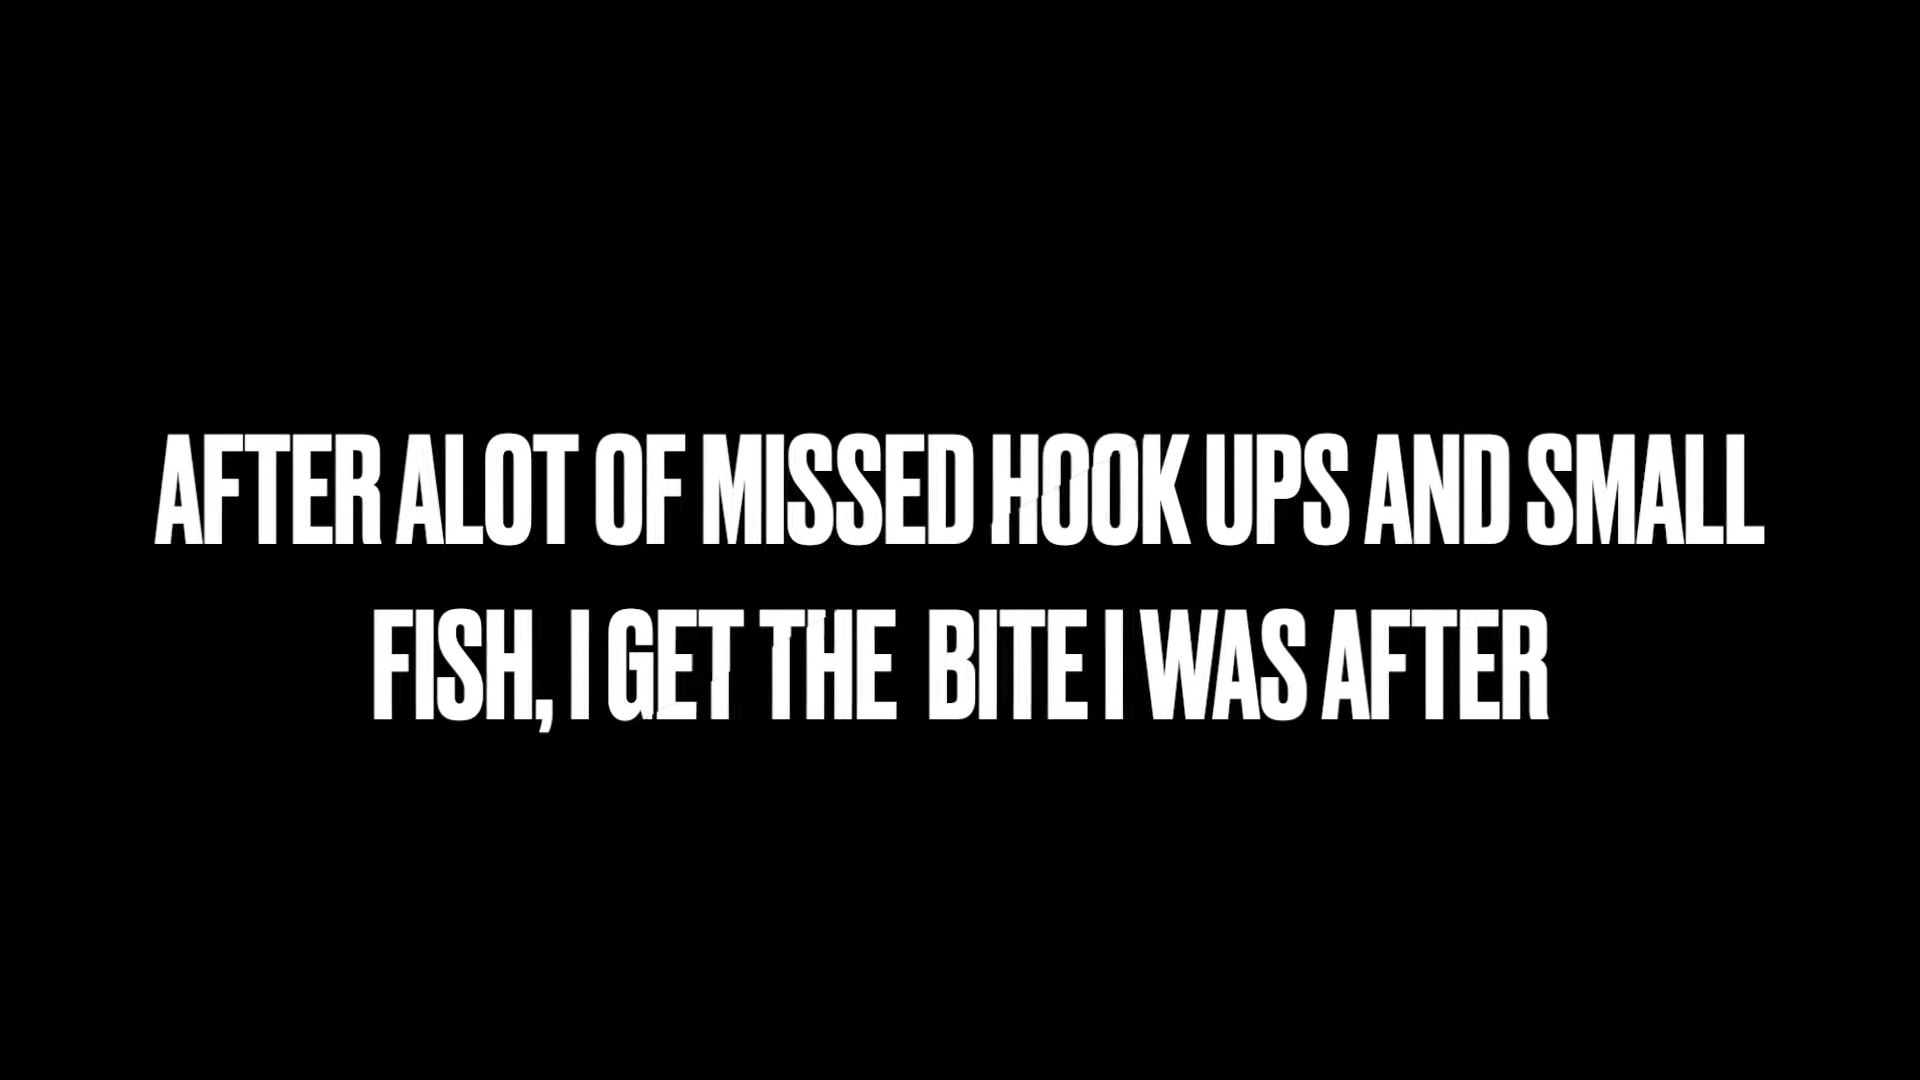 AFTER ALOT OF MISSED HOOK UPS AND SMALL
FISH, I GET THE  BITE I WAS AFTER